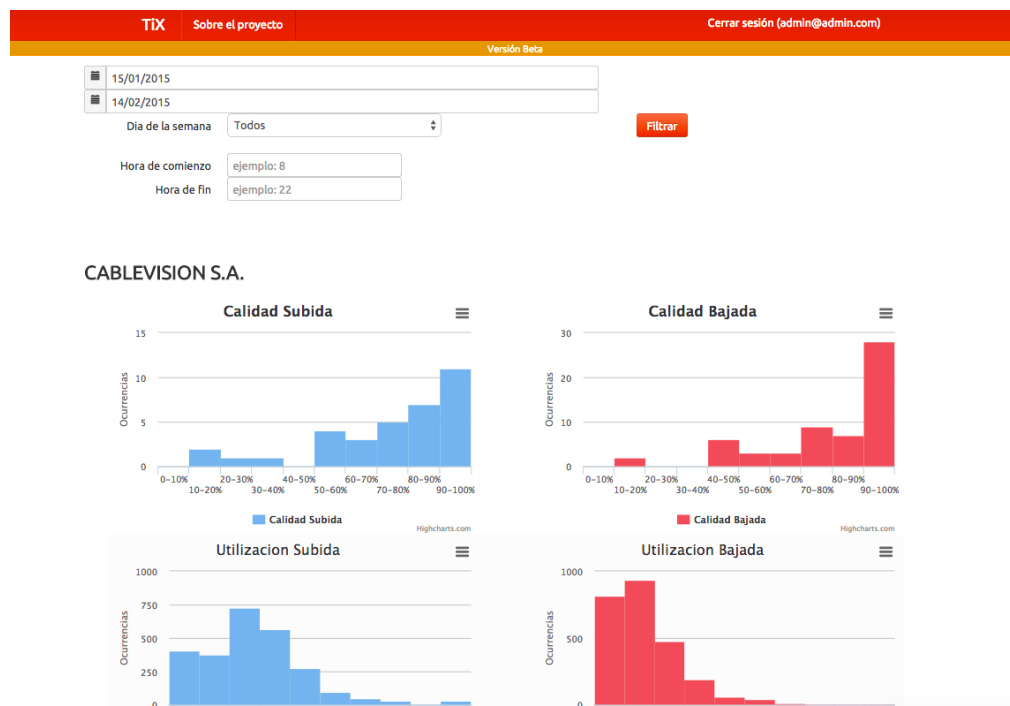 TiX Sobre el proyecto Cerrar sesión (admin@admin.com)
Versión Beta
15/01/2015
14/02/2015
Dia de la semana Todos Filtrar
Hora de comienzo ejemplo: 8
Hora de fin ejemplo: 22
CABLEVISION S.A.
Calidad Subida
15
10
5
0
Ocurrencias
0-10% 20-30% 40-50% 60-70% 80-90%
10-20% 30-40% 50-60% 70-80% 90-100%
Calidad Subida
Highcharts.com
Calidad Bajada
30
20
10
0
Ocurrencias
0-10% 20-30% 40-50% 60-70% 80-90%
10-20% 30-40% 50-60% 70-80% 90-100%
Calidad Bajada
Highcharts.com
Utilizacion Subida
1000
750
500
250
0
Ocurrencias
Utilizacion Bajada
1000
500
0
Ocurrencias